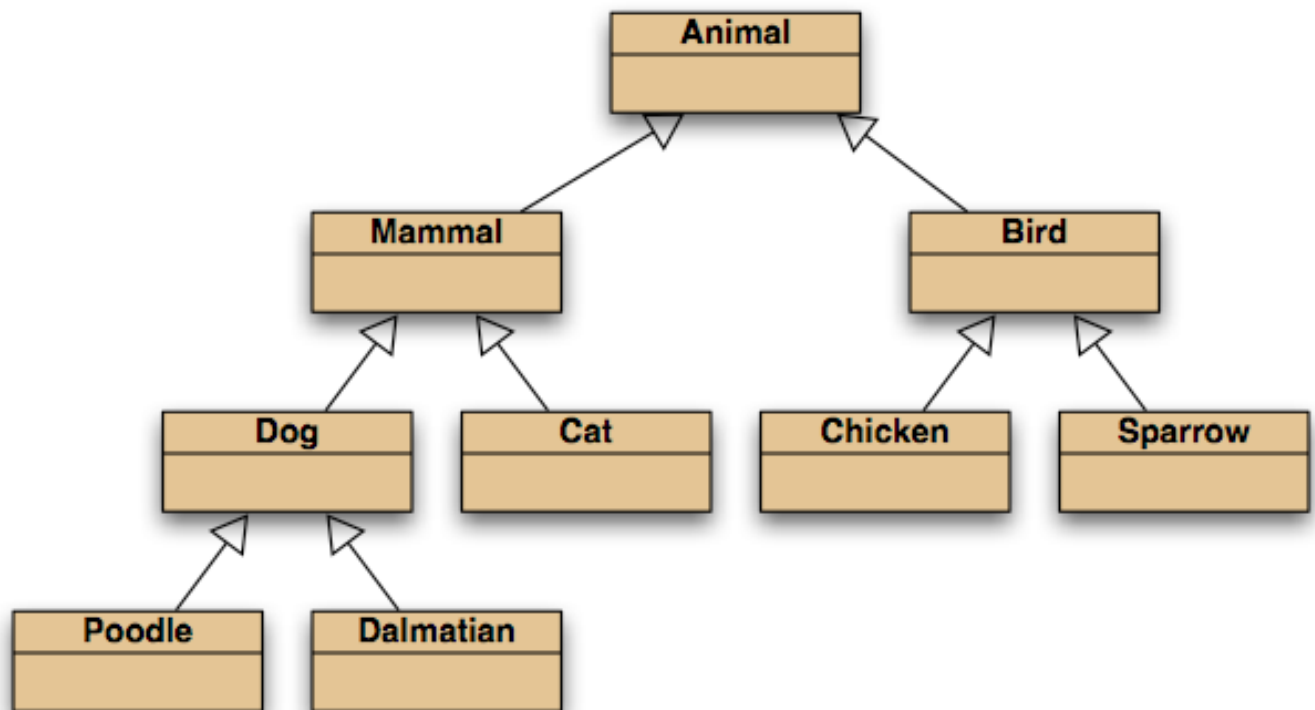 Animal
Mammal
Bird
Dog
Cat
Chicken
Sparrow
Poodle
Dalmatian